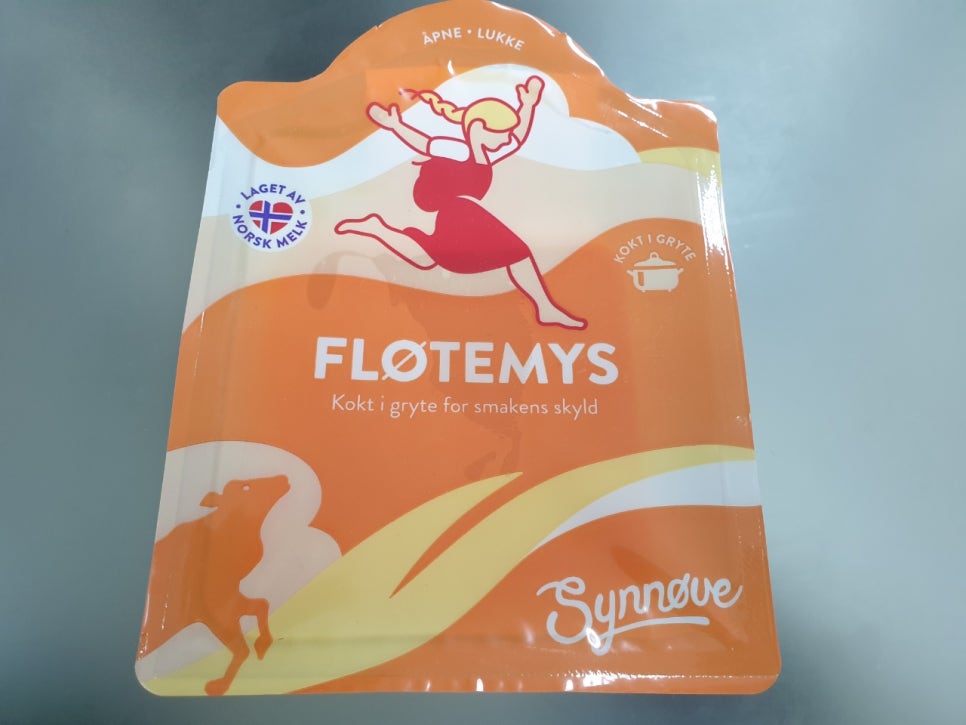 ÅPNE • LUKKE
• LAGET AV •
NORSK MELK
KOKT I GRYTE
FLØTEMYS
Kokt i gryte for smakens skyld
Synnøve